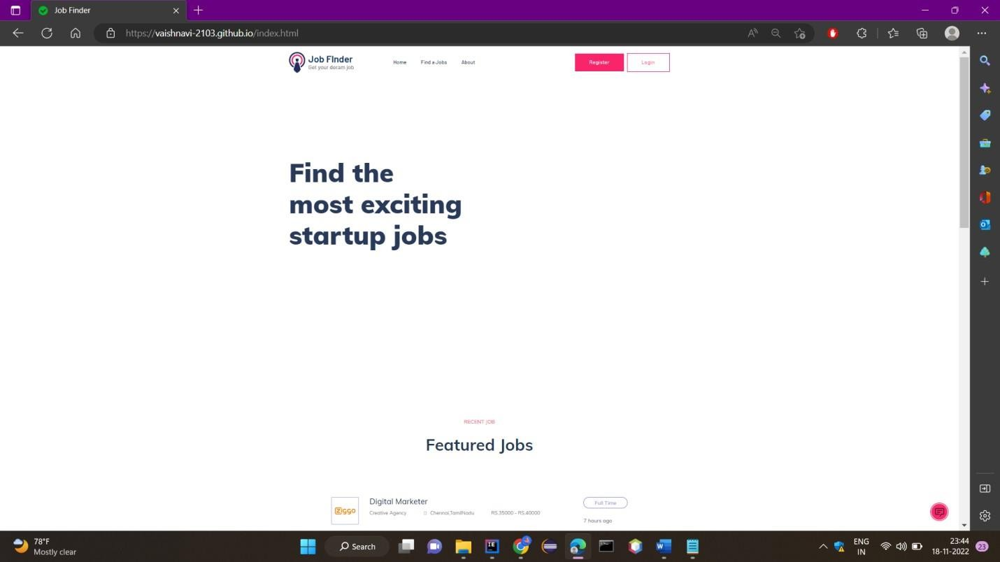 Job Finder
https://vaishnavi-2103.github.io/index.html
Job FInder
Get your deram job
Home
Find a Jobs
About
Register
Login
Find the
most exciting
startup jobs
RECENT JOB
Featured Jobs
Ziggo
Digital Marketer
Creative Agency
Chennai,TamilNadu
RS.35000 - RS.40000
Full Time
7 hours ago
78°F
Mostly clear
Search
ENG
IN
23:44
18-11-2022
23